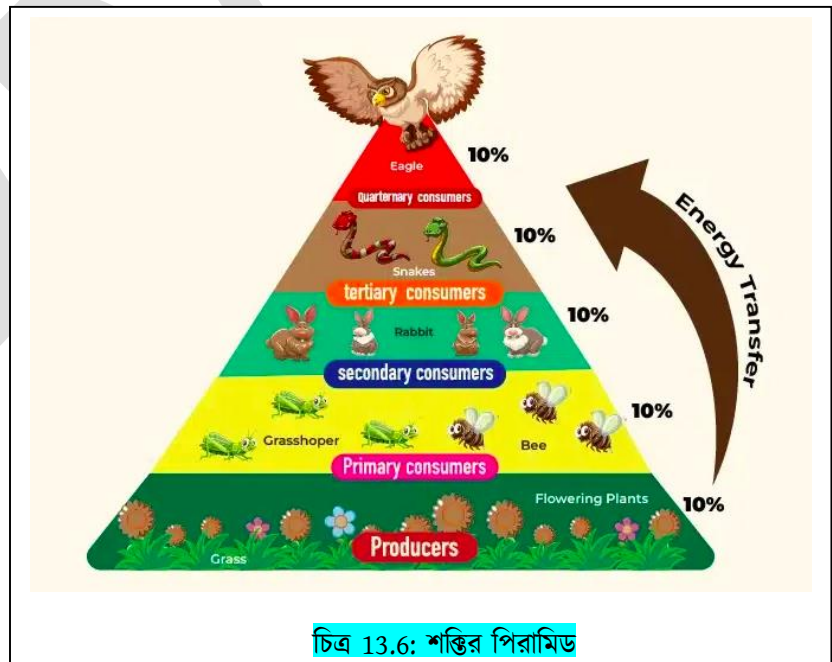 10%
Eagle
quarternary consumers
10%
Snakes
tertiary consumers
10%
Rabbit
secondary consumers
10%
Grasshoper
Bee
Primary consumers
Flowering Plants
10%
Producers
Grass
Energy Transfer
চিত্র 13.6: শক্তির পিরামিড